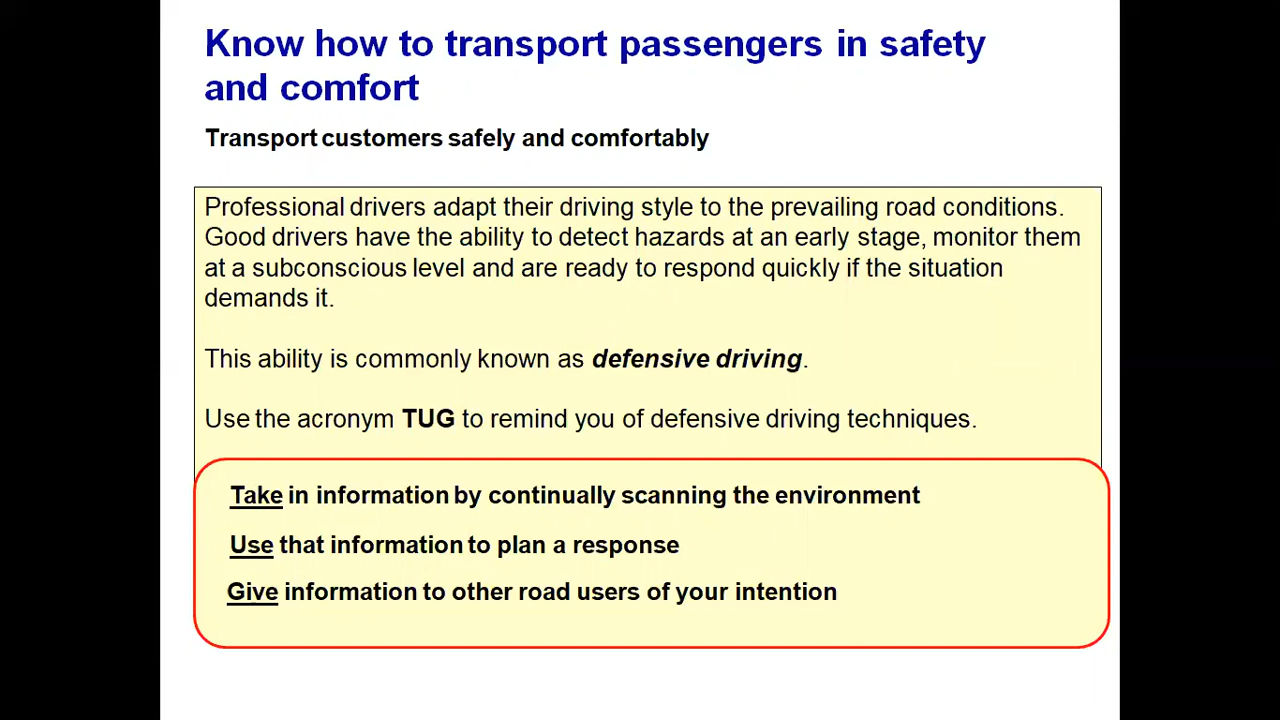 Know how to transport passengers in safety
and comfort
Transport customers safely and comfortably
Professional drivers adapt their driving style to the prevailing road conditions.
Good drivers have the ability to detect hazards at an early stage, monitor them
at a subconscious level and are ready to respond quickly if the situation
demands it.
This ability is commonly known as defensive driving.
Use the acronym TUG to remind you of defensive driving techniques.
Take in information by continually scanning the environment
Use that information to plan a response
Give information to other road users of your intention